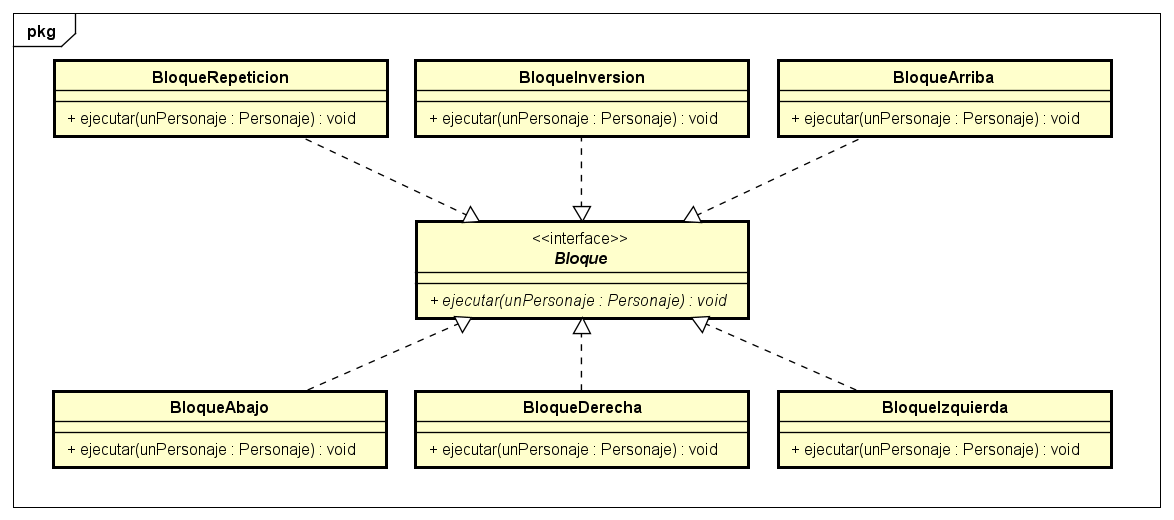 pkg
BloqueRepeticion
+ ejecutar(unPersonaje : Personaje) : void
BloqueInversion
+ ejecutar(unPersonaje : Personaje) : void
BloqueArriba
+ ejecutar(unPersonaje : Personaje) : void
<<interface>>
Bloque
+ ejecutar(unPersonaje : Personaje) : void
BloqueAbajo
+ ejecutar(unPersonaje : Personaje) : void
BloqueDerecha
+ ejecutar(unPersonaje : Personaje) : void
BloqueIzquierda
+ ejecutar(unPersonaje : Personaje) : void